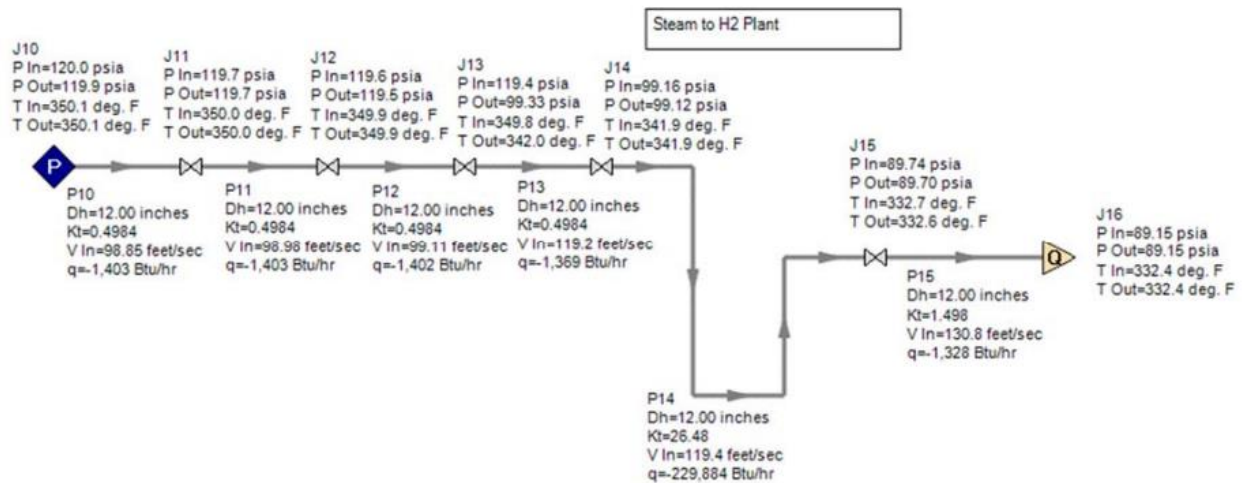 Steam to H2 Plant
J10
P In=120.0 psia
P Out=119.9 psia
T In=350.1 deg. F
T Out=350.1 deg. F
J11
P In=119.7 psia
P Out=119.7 psia
T In=350.0 deg. F
T Out=350.0 deg. F
J12
P In=119.6 psia
P Out=119.5 psia
T In=349.9 deg. F
T Out=349.9 deg. F
J13
P In=119.4 psia
P Out=99.33 psia
T In=349.8 deg. F
T Out=342.0 deg. F
J14
P In=99.16 psia
P Out=99.12 psia
T In=341.9 deg. F
T Out=341.9 deg. F
P
P10
Dh=12.00 inches
Kt=0.4984
V In=98.85 feet/sec
q=-1,403 Btu/hr
P11
Dh=12.00 inches
Kt=0.4984
V In=98.98 feet/sec
q=-1,403 Btu/hr
P12
Dh=12.00 inches
Kt=0.4984
V In=99.11 feet/sec
q=-1,402 Btu/hr
P13
Dh=12.00 inches
Kt=0.4984
V In=119.2 feet/sec
q=-1,369 Btu/hr
J15
P In=89.74 psia
P Out=89.70 psia
T In=332.7 deg. F
T Out=332.6 deg. F
J16
P In=89.15 psia
P Out=89.15 psia
T In=332.4 deg. F
T Out=332.4 deg. F
Q
P15
Dh=12.00 inches
Kt=1.498
V In=130.8 feet/sec
q=-1,328 Btu/hr
P14
Dh=12.00 inches
Kt=26.48
V In=119.4 feet/sec
q=-229,884 Btu/hr